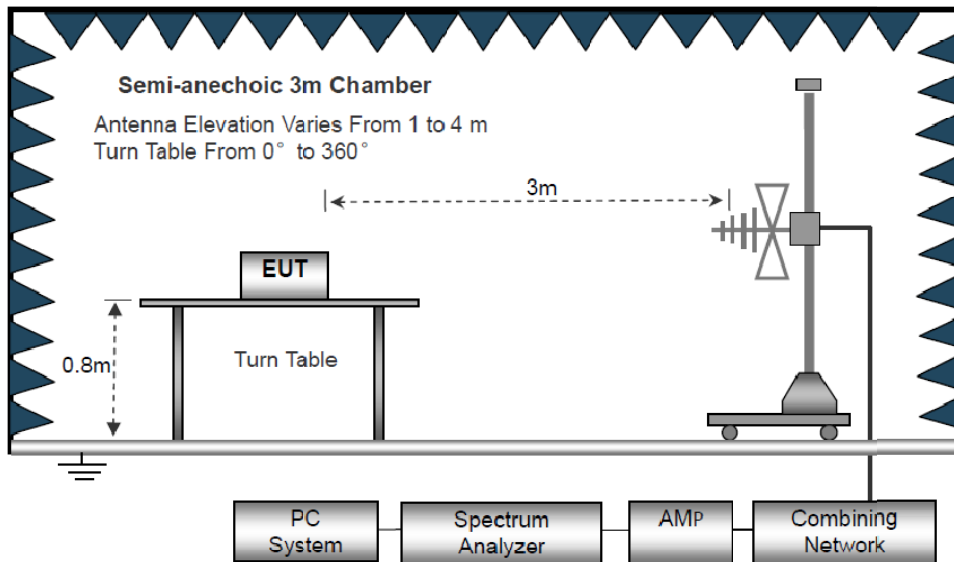 Semi-anechoic 3m Chamber
Antenna Elevation Varies From 1 to 4 m
Turn Table From 0° to 360°
3m
EUT
0.8m
Turn Table
PC
System
Spectrum
Analyzer
AMP
Combining
Network